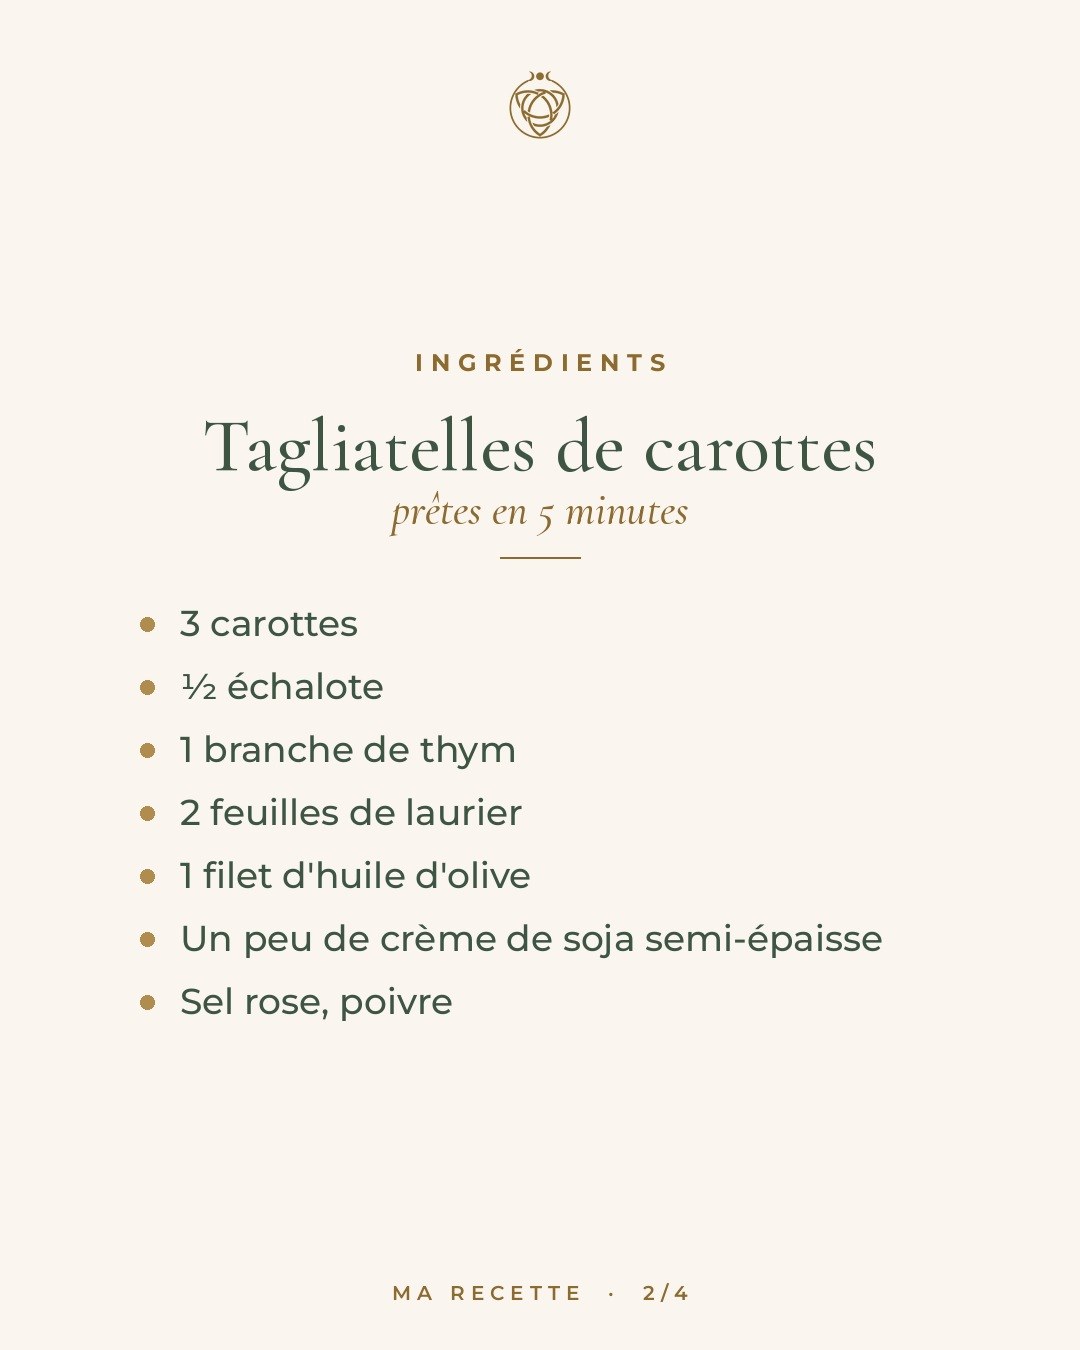 INGRÉDIENTS
Tagliatelles de carottes
prêtes en 5 minutes
3 carottes
½ échalote
1 branche de thym
2 feuilles de laurier
1 filet d'huile d'olive
Un peu de crème de soja semi-épaisse
Sel rose, poivre
MA RECETTE · 2/4